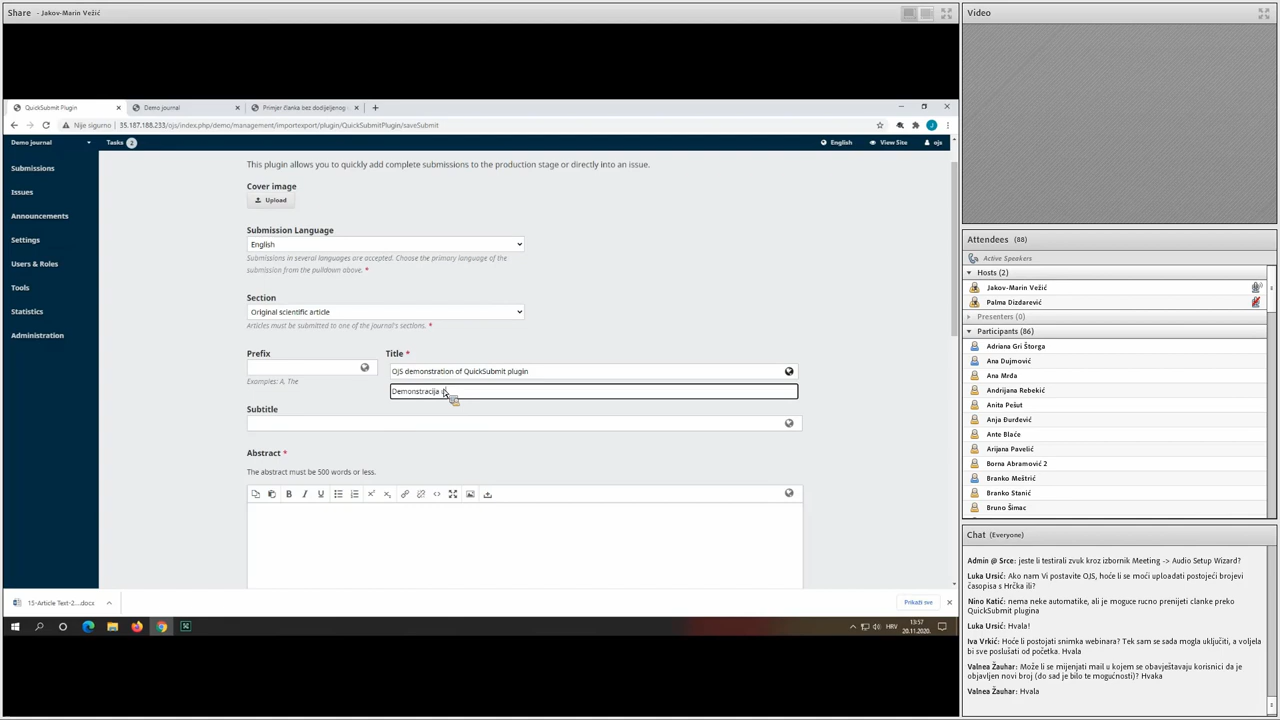 Share - Jakov-Marin Vežić
QuickSubmit Plugin
Demo journal
Primjer članka bez dodijeljenog
Nije sigurno
35.187.188.233/ojs/index.php/demo/management/importexport/plugin/QuickSubmitPlugin/saveSubmit
Demo journal
Tasks 2
English
View Site
ojs
Submissions
Issues
Announcements
Settings
Users & Roles
Tools
Statistics
Administration
This plugin allows you to quickly add complete submissions to the production stage or directly into an issue.
Cover image
Upload
Submission Language
English
Submissions in several languages are accepted. Choose the primary language of the
submission from the pulldown above. *
Section
Original scientific article
Articles must be submitted to one of the journal's sections. *
Prefix
Examples: A, The
Title *
OJS demonstration of QuickSubmit plugin
Demonstracija
Subtitle
Abstract *
The abstract must be 500 words or less.
15-Article Text-2....docx
Prikaži sve
HRV
13:57
20.11.2020.
Video
Attendees (88)
Active Speakers
Hosts (2)
Jakov-Marin Vežić
Palma Dizdarević
Presenters (0)
Participants (86)
Adriana Gri Štorga
Ana Dujmović
Ana Mrđa
Andrijana Rebekić
Anita Pešut
Anja Đurđević
Ante Blaće
Arijana Pavelić
Borna Abramović 2
Branko Meštrić
Branko Stanić
Bruno Šimac
Chat (Everyone)
Admin @ Srce: jeste li testirali zvuk kroz izbornik Meeting -> Audio Setup Wizard?
Luka Ursić: Ako nam Vi postavite OJS, hoće li se moći uploadati postojeći brojevi
časopisa s Hrčka ili?
Nino Katić: nema neke automatike, ali je moguce rucno prenijeti clanke preko
QuickSubmit plugina
Luka Ursić: Hvala!
Iva Vrkić: Hoće li postojati snimka webinara? Tek sam se sada mogla uključiti, a voljela
bi sve poslušati od početka. Hvala
Valnea Žauhar: Može li se mijenjati mail u kojem se obavještavaju korisnici da je
objavljen novi broj (do sad je bilo te mogućnosti)? Hvaka
Valnea Žauhar: Hvala